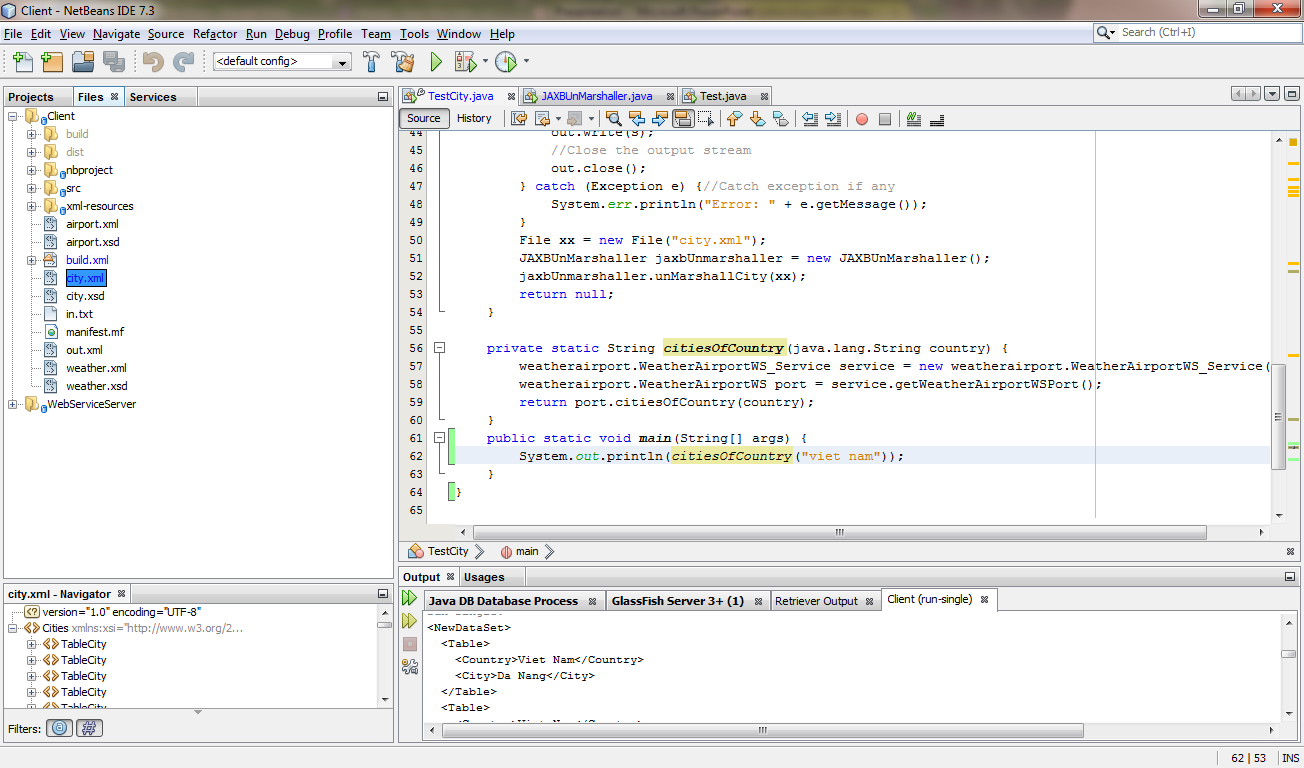 Client - NetBeans IDE 7.3
File Edit View Navigate Source Refactor Run Debug Profile Team Tools Window Help
Search (Ctrl+I)
<default config>
Projects Files Services
Client
build
dist
nbproject
src
xml-resources
airport.xml
airport.xsd
build.xml
city.xml
city.xsd
in.txt
manifest.mf
out.xml
weather.xml
weather.xsd
WebServiceServer
city.xml - Navigator
version="1.0" encoding="UTF-8"
Cities xmlns:xsi="http://www.w3.org/2...
TableCity
TableCity
TableCity
TableCity
TableCity
Filters:
TestCity.java JAXBUnMarshaller.java Test.java
Source History
44 out.write(s);
45 //Close the output stream
46 out.close();
47 } catch (Exception e) {//Catch exception if any
48 System.err.println("Error: " + e.getMessage());
49 }
50 File xx = new File("city.xml");
51 JAXBUnMarshaller jaxbUnmarshaller = new JAXBUnMarshaller();
52 jaxbUnmarshaller.unMarshallCity(xx);
53 return null;
54 }
55
56 private static String citiesOfCountry(java.lang.String country) {
57 weatherairport.WeatherAirportWS_Service service = new weatherairport.WeatherAirportWS_Service(
58 weatherairport.WeatherAirportWS port = service.getWeatherAirportWSPort();
59 return port.citiesOfCountry(country);
60 }
61 public static void main(String[] args) {
62 System.out.println(citiesOfCountry("viet nam"));
63 }
64 }
65
TestCity main
Output Usages
Java DB Database Process GlassFish Server 3+ (1) Retriever Output Client (run-single)
<NewDataSet>
<Table>
<Country>Viet Nam</Country>
<City>Da Nang</City>
</Table>
<Table>
62 | 53 INS